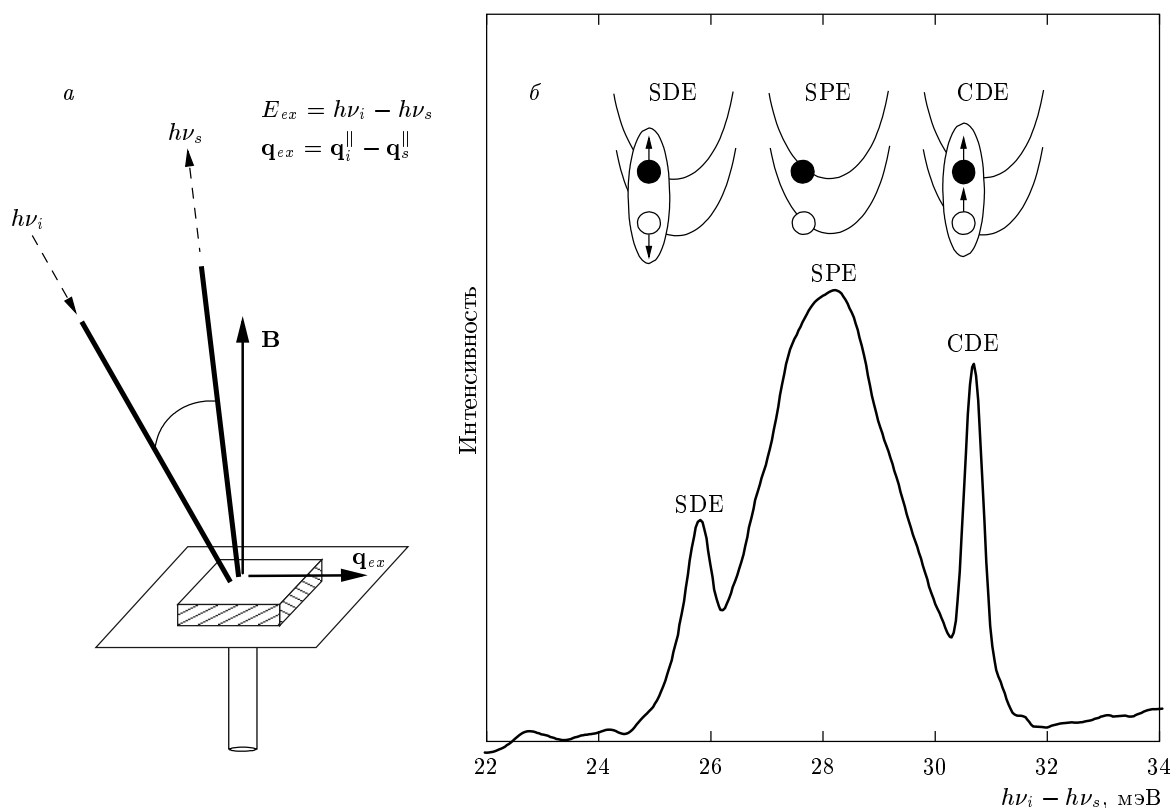 а
E_ex = hν_i − hν_s
q_ex = q_i^∥ − q_s^∥
hν_s
hν_i
B
q_ex
б
SDE SPE CDE
SPE
CDE
SDE
Интенсивность
22 24 26 28 30 32 34
hν_i − hν_s, мэВ